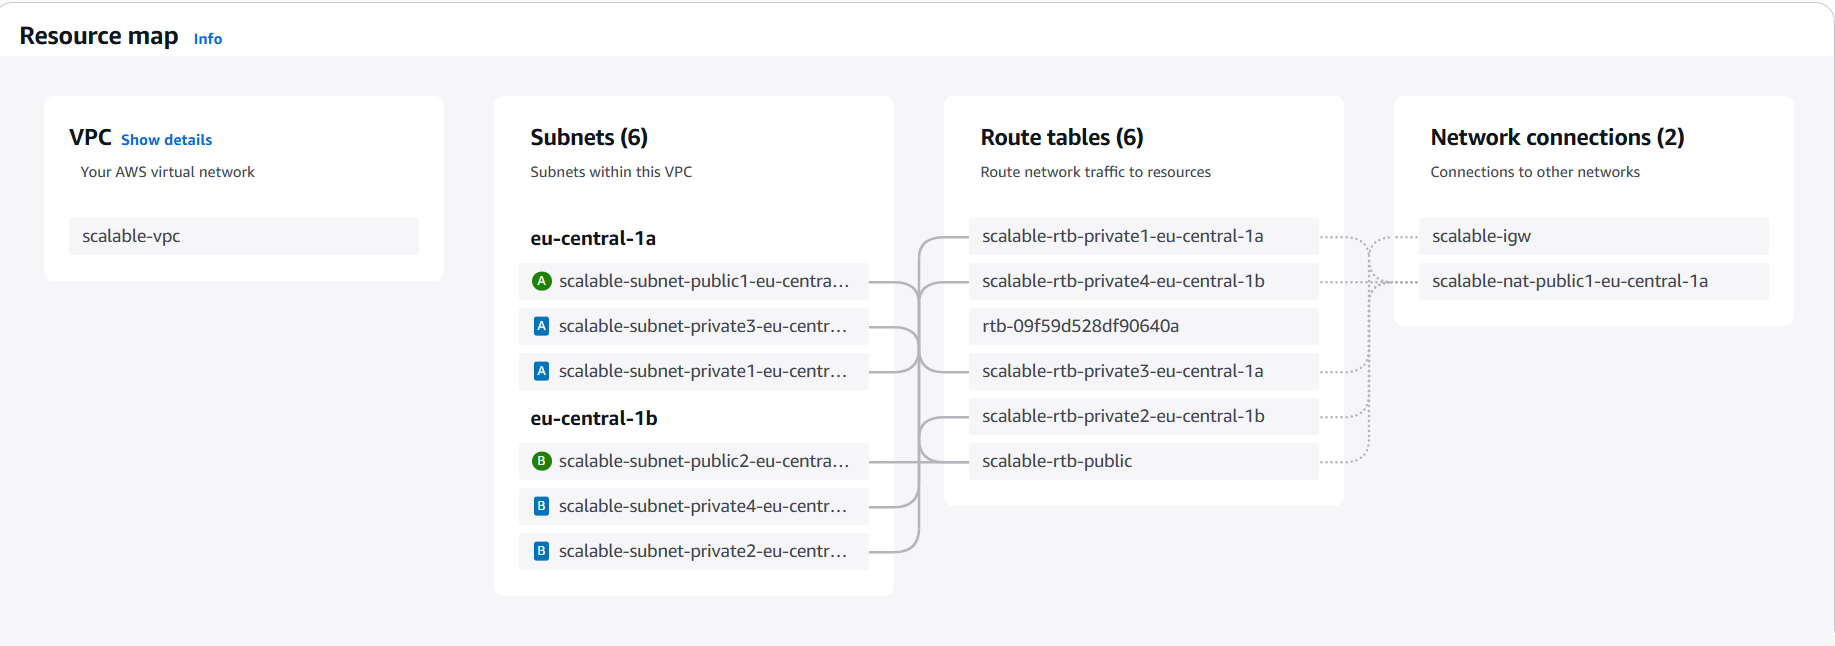 Resource map Info
VPC Show details
Your AWS virtual network
scalable-vpc
Subnets (6)
Subnets within this VPC
eu-central-1a
A scalable-subnet-public1-eu-centra...
A scalable-subnet-private3-eu-centr...
A scalable-subnet-private1-eu-centr...
eu-central-1b
B scalable-subnet-public2-eu-centra...
B scalable-subnet-private4-eu-centr...
B scalable-subnet-private2-eu-centr...
Route tables (6)
Route network traffic to resources
scalable-rtb-private1-eu-central-1a
scalable-rtb-private4-eu-central-1b
rtb-09f59d528df90640a
scalable-rtb-private3-eu-central-1a
scalable-rtb-private2-eu-central-1b
scalable-rtb-public
Network connections (2)
Connections to other networks
scalable-igw
scalable-nat-public1-eu-central-1a